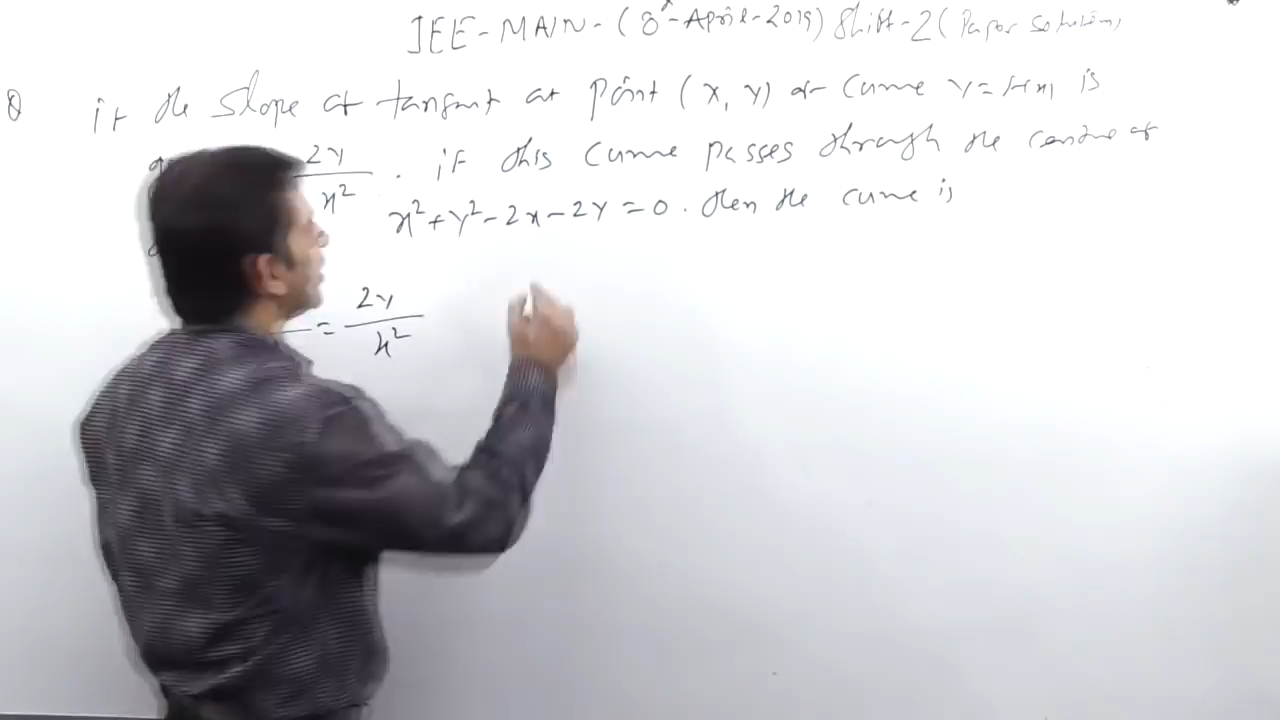 JEE-MAIN-(8-April-2019) Shift-2 (Paper solution)
Q if the slope of tangent at point (x, y) of curve y = f(x) is
2y/x². if this curve passes through the centre of
x²+y²-2x-2y=0. then the curve is
= 2y/x²